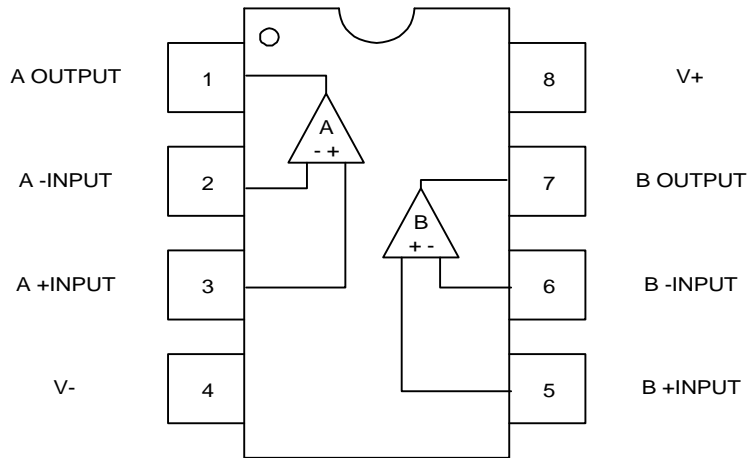 A OUTPUT 1 8 V+
A
- +
A -INPUT 2 7 B OUTPUT
B
+ -
A +INPUT 3 6 B -INPUT
V- 4 5 B +INPUT